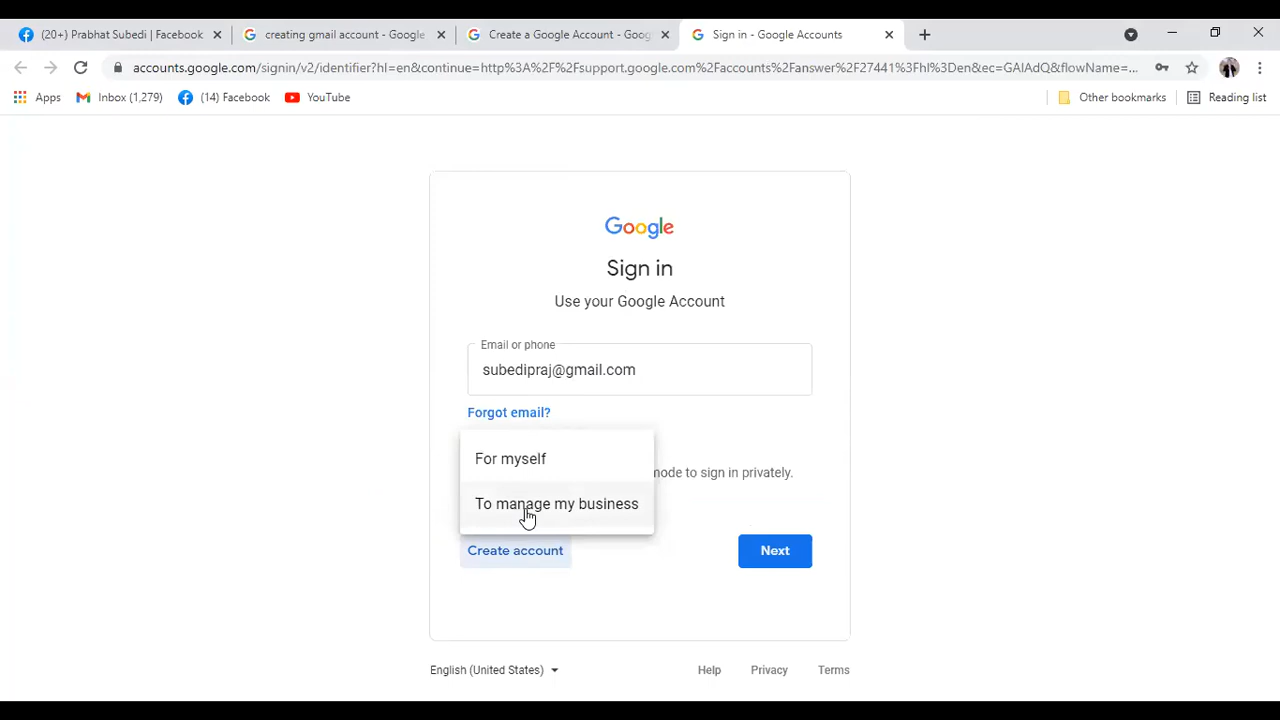 (20+) Prabhat Subedi | Facebook
creating gmail account - Google
Create a Google Account - Goog
Sign in - Google Accounts
accounts.google.com/signin/v2/identifier?hl=en&continue=http%3A%2F%2Fsupport.google.com%2Faccounts%2Fanswer%2F27441%3Fhl%3Den&ec=GAlAdQ&flowName=...
Apps
Inbox (1,279)
(14) Facebook
YouTube
Other bookmarks
Reading list
Google
Sign in
Use your Google Account
Email or phone
subedipraj@gmail.com
Forgot email?
For myself
mode to sign in privately.
To manage my business
Create account
Next
English (United States)
Help
Privacy
Terms